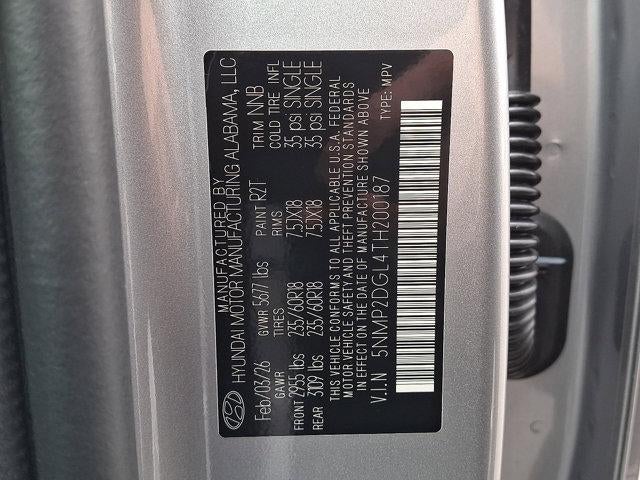 MANUFACTURED BY
HYUNDAI MOTOR MANUFACTURING ALABAMA, LLC
Feb/03/26 GVWR 5677 lbs PAINT R2T TRIM NNB
GAWR TIRES RIMS COLD TIRE INFL
FRONT 2955 lbs 235/60R18 7.5JX18 35 psi SINGLE
REAR 3109 lbs 235/60R18 7.5JX18 35 psi SINGLE
THIS VEHICLE CONFORMS TO ALL APPLICABLE U.S.A. FEDERAL
MOTOR VEHICLE SAFETY AND THEFT PREVENTION STANDARDS
IN EFFECT ON THE DATE OF MANUFACTURE SHOWN ABOVE
V.I.N 5NMP2DGL4TH200187 TYPE: MPV